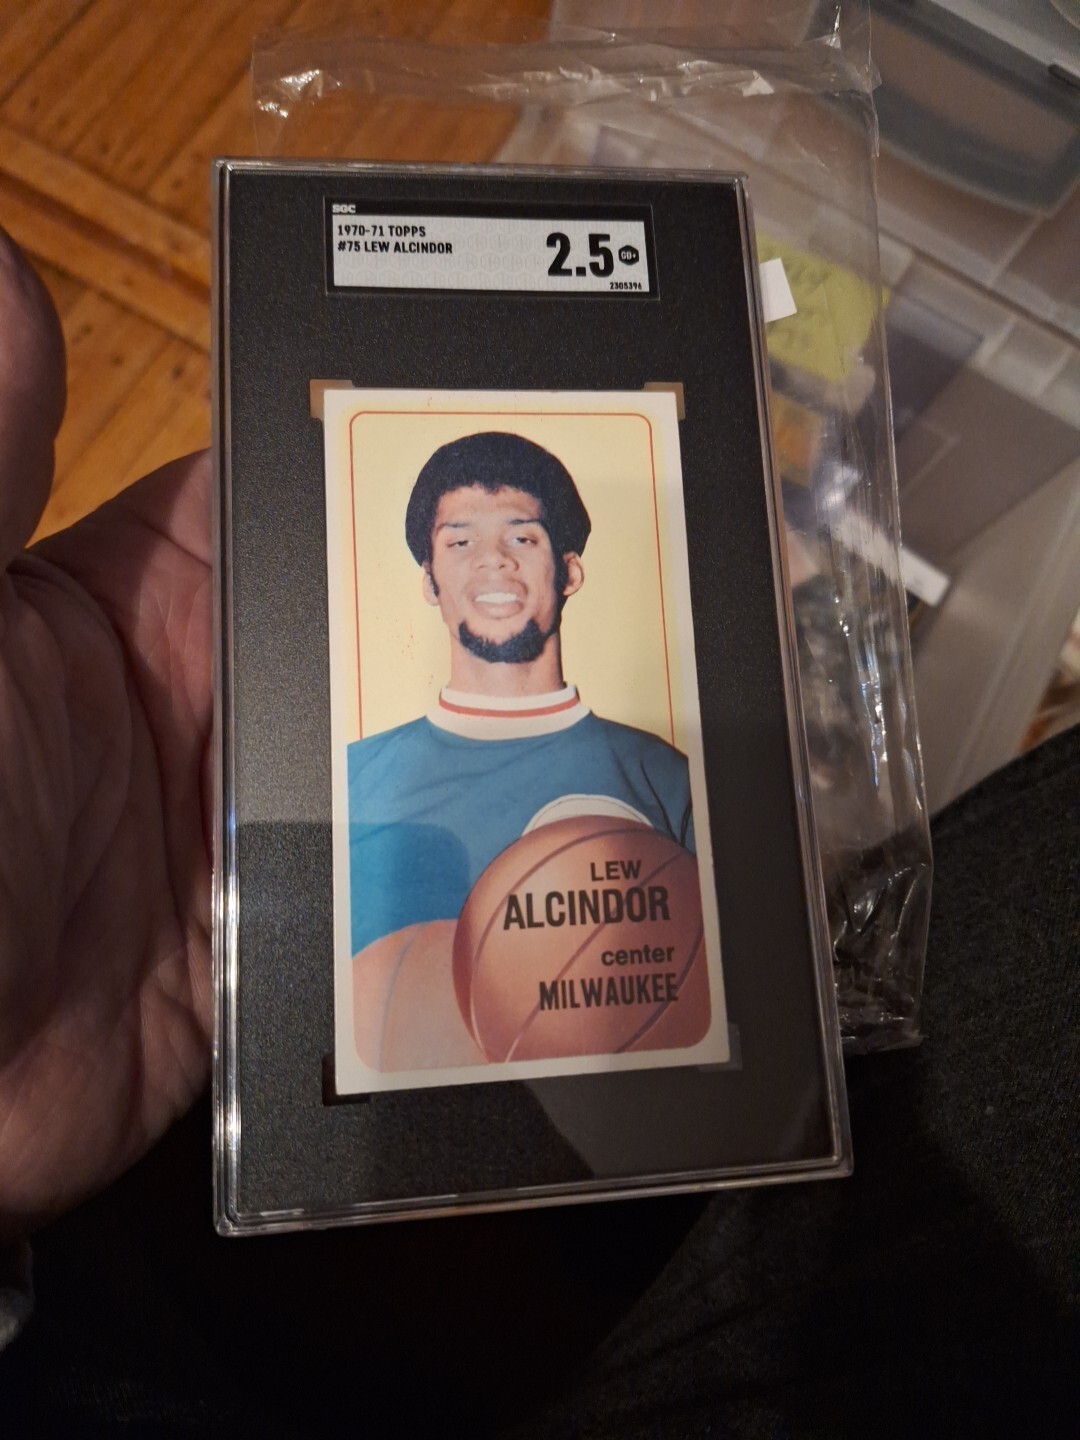 SGC
1970-71 TOPPS
#75 LEW ALCINDOR
2.5 GD+
2305396
LEW
ALCINDOR
center
MILWAUKEE